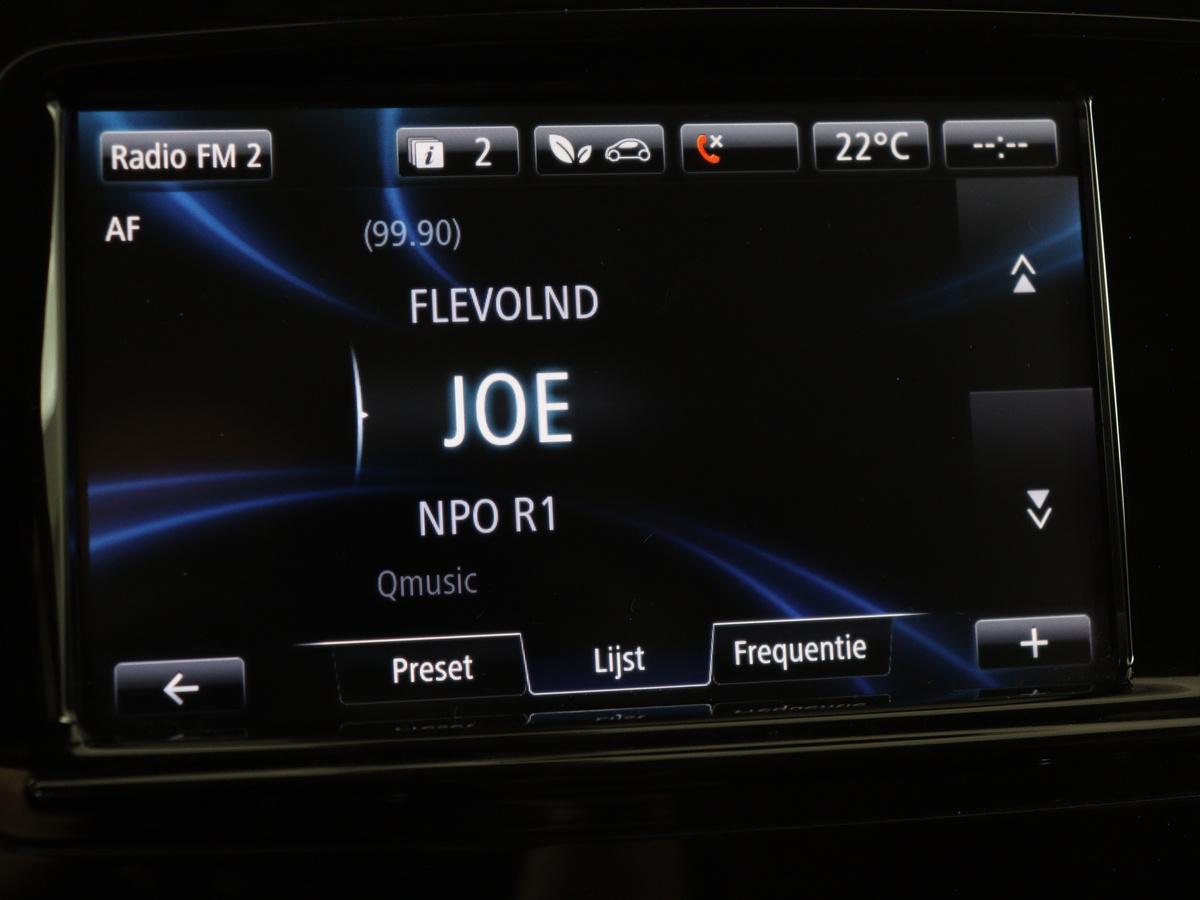 Radio FM 2
i 2
22°C
--:--
AF
(99.90)
FLEVOLND
JOE
NPO R1
Qmusic
Preset
Lijst
Frequentie